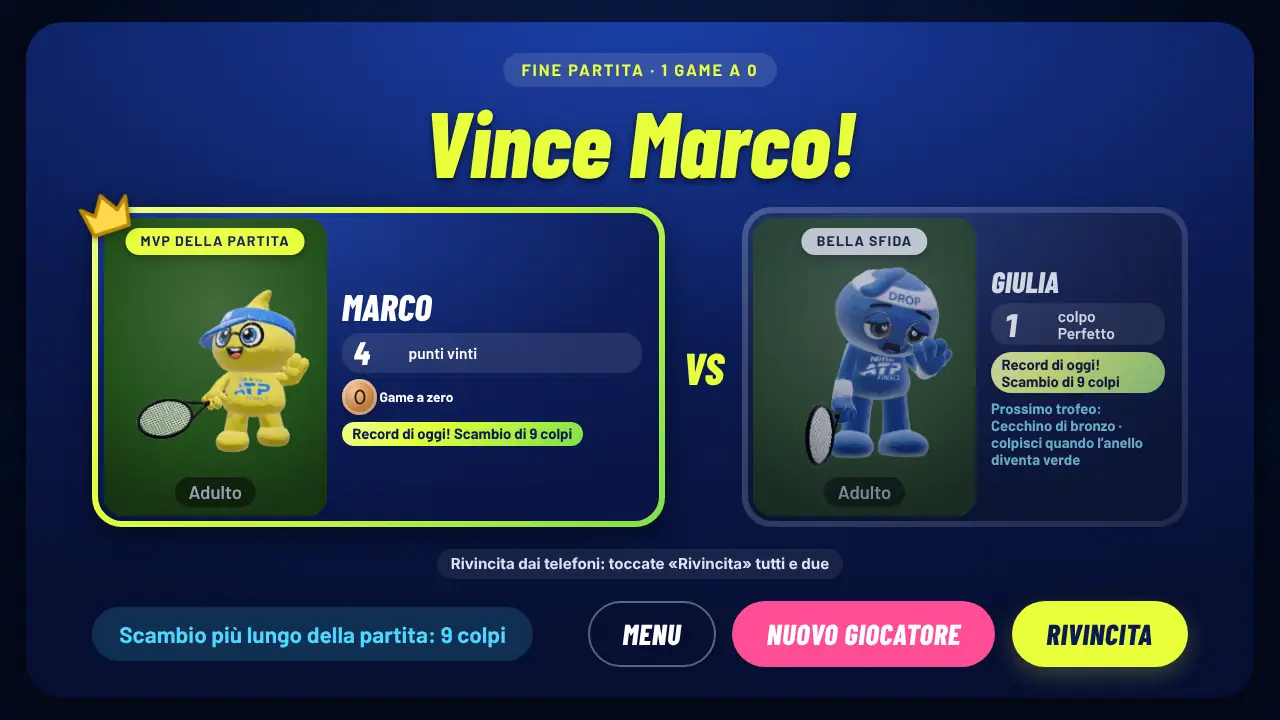 FINE PARTITA · 1 GAME A 0
Vince Marco!
MVP DELLA PARTITA
MARCO
4 punti vinti
0 Game a zero
Record di oggi! Scambio di 9 colpi
ATP
FINALS
Adulto
VS
BELLA SFIDA
DROP
Nitto
ATP
FINALS
Adulto
GIULIA
1 colpo
Perfetto
Record di oggi!
Scambio di 9 colpi
Prossimo trofeo:
Cecchino di bronzo ·
colpisci quando l'anello
diventa verde
Rivincita dai telefoni: toccate «Rivincita» tutti e due
Scambio più lungo della partita: 9 colpi
MENU
NUOVO GIOCATORE
RIVINCITA